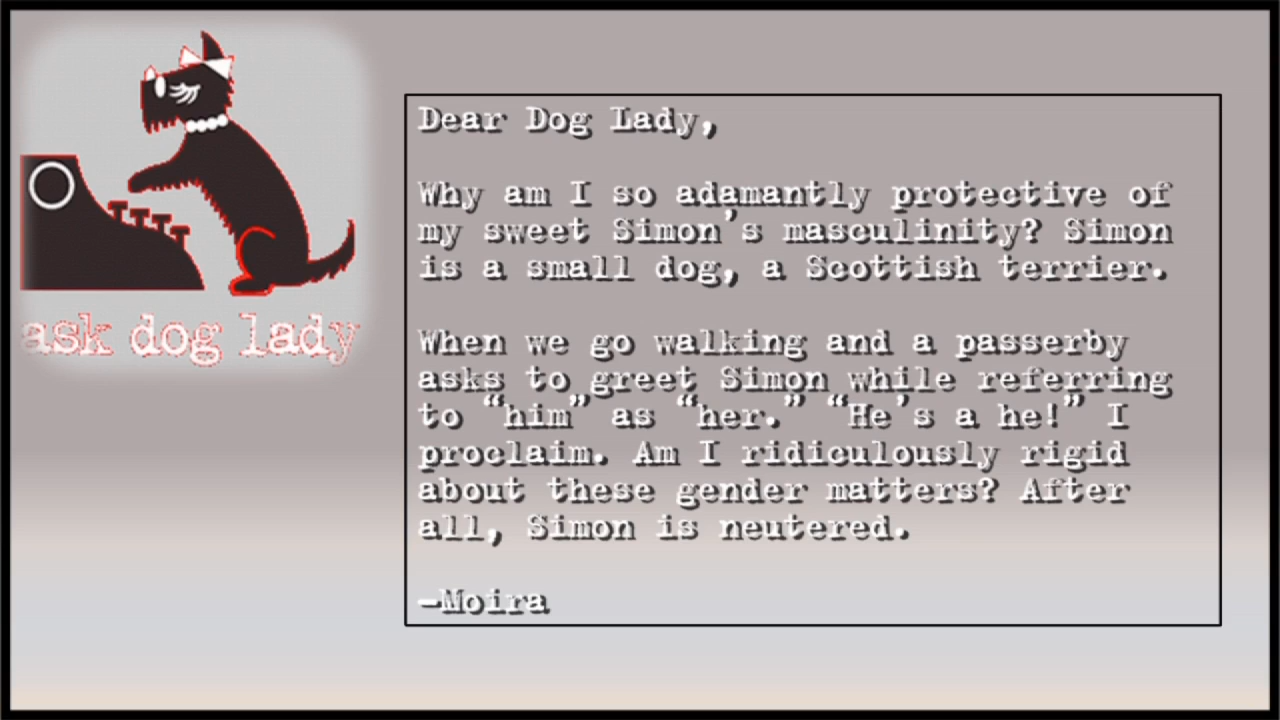 ask dog lady
Dear Dog Lady,
Why am I so adamantly protective of
my sweet Simon's masculinity? Simon
is a small dog, a Scottish terrier.
When we go walking and a passerby
asks to greet Simon while referring
to “him” as “her.” “He's a he!” I
proclaim. Am I ridiculously rigid
about these gender matters? After
all, Simon is neutered.
—Moira